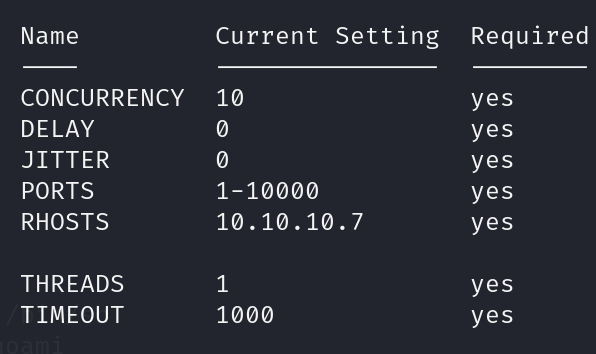 Name Current Setting Required
CONCURRENCY 10 yes
DELAY 0 yes
JITTER 0 yes
PORTS 1-10000 yes
RHOSTS 10.10.10.7 yes
THREADS 1 yes
TIMEOUT 1000 yes